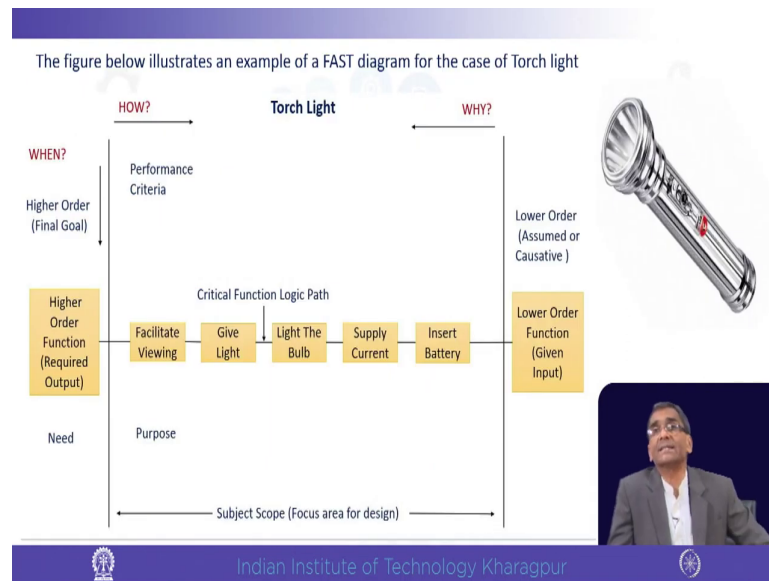 The figure below illustrates an example of a FAST diagram for the case of Torch light
HOW?
Torch Light
WHY?
WHEN?
Performance
Criteria
Higher Order
(Final Goal)
Lower Order
(Assumed or
Causative )
Critical Function Logic Path
Higher
Order
Function
(Required
Output)
Facilitate
Viewing
Give
Light
Light The
Bulb
Supply
Current
Insert
Battery
Lower Order
Function
(Given
Input)
Need
Purpose
Subject Scope (Focus area for design)
Indian Institute of Technology Kharagpur